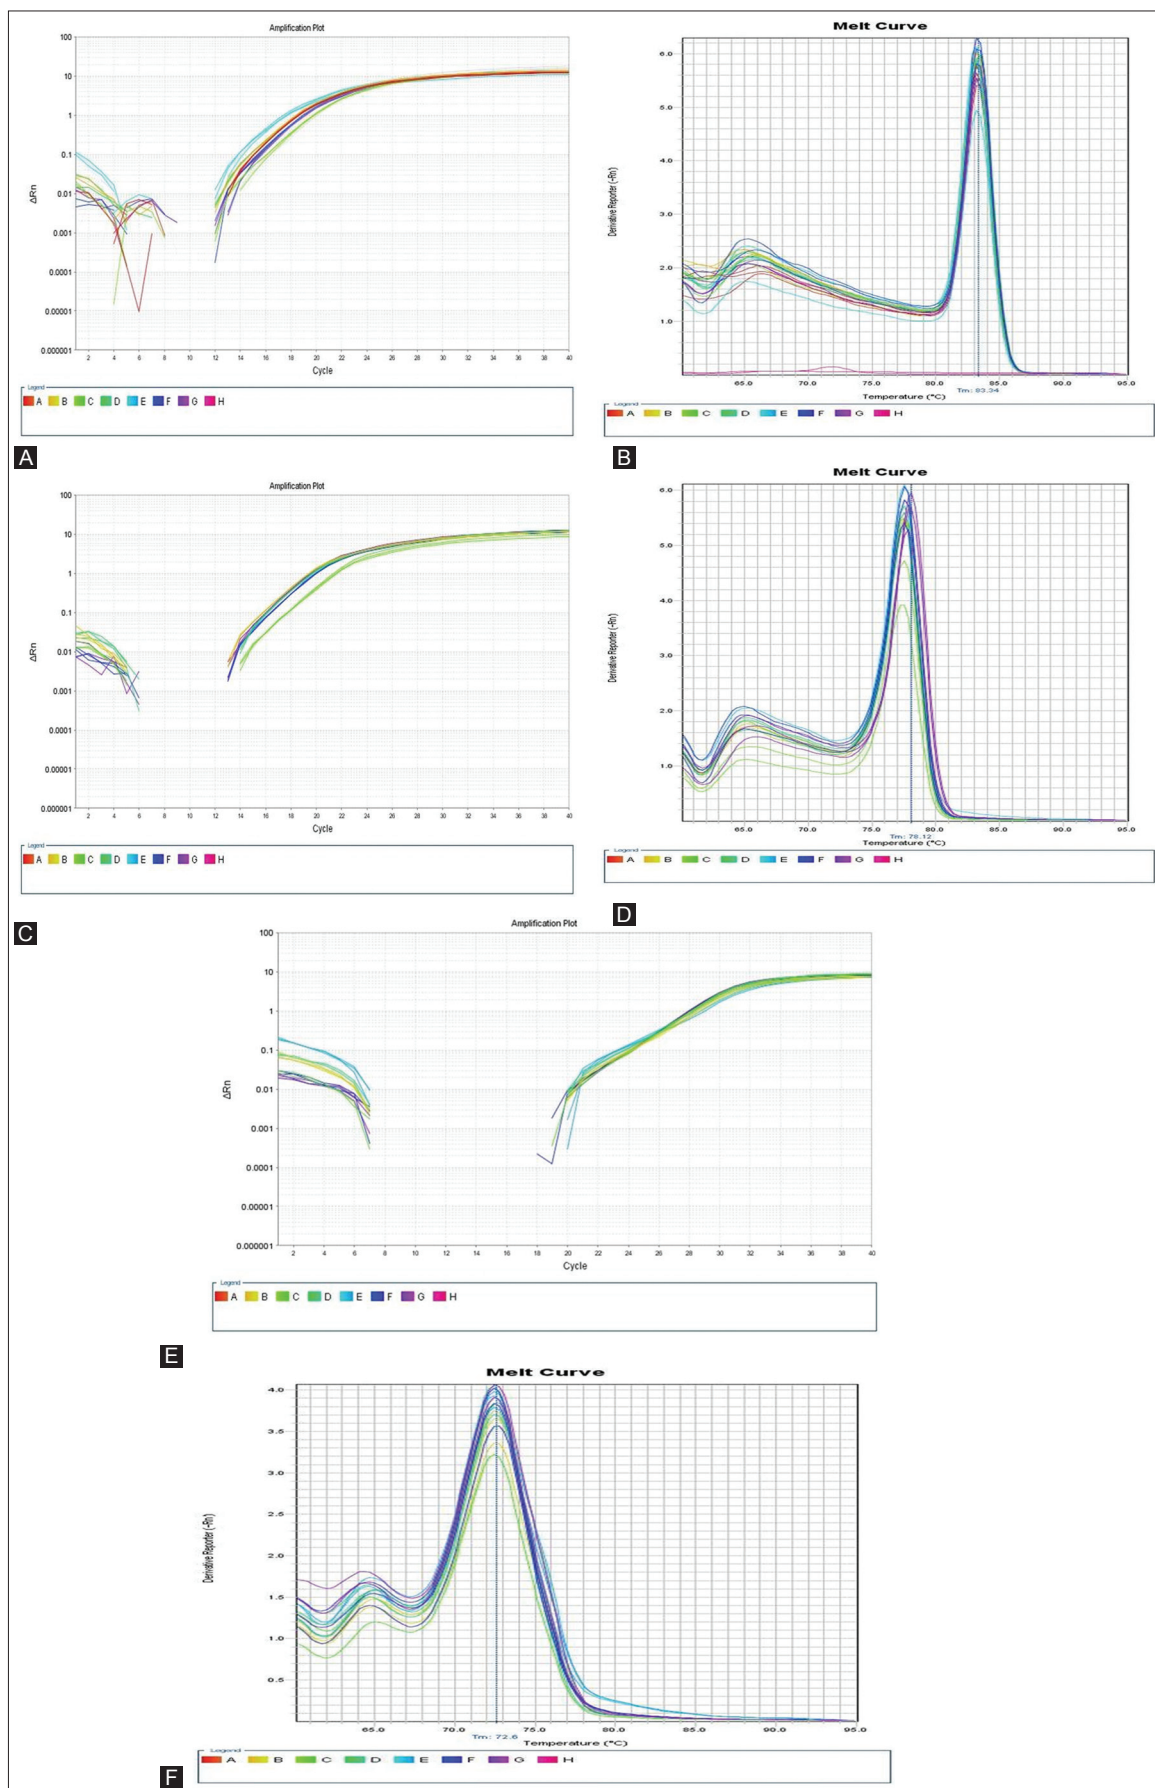 Amplification Plot
100
10
1
0.1
0.01
0.001
0.0001
0.00001
0.000001
ΔRn
2 4 6 8 10 12 14 16 18 20 22 24 26 28 30 32 34 36 38 40
Cycle
Legend
A B C D E F G H
A
Melt Curve
6.0
5.0
4.0
3.0
2.0
1.0
Derivative Reporter (-Rn)
65.0 70.0 75.0 80.0 85.0 90.0 95.0
Tm: 83.34
Temperature (°C)
Legend
A B C D E F G H
B
Amplification Plot
100
10
1
0.1
0.01
0.001
0.0001
0.00001
0.000001
ΔRn
2 4 6 8 10 12 14 16 18 20 22 24 26 28 30 32 34 36 38 40
Cycle
Legend
A B C D E F G H
C
Melt Curve
6.0
5.0
4.0
3.0
2.0
1.0
Derivative Reporter (-Rn)
65.0 70.0 75.0 80.0 85.0 90.0 95.0
Tm: 78.12
Temperature (°C)
Legend
A B C D E F G H
D
Amplification Plot
100
10
1
0.1
0.01
0.001
0.0001
0.00001
0.000001
ΔRn
2 4 6 8 10 12 14 16 18 20 22 24 26 28 30 32 34 36 38 40
Cycle
Legend
A B C D E F G H
E
Melt Curve
4.0
3.5
3.0
2.5
2.0
1.5
1.0
0.5
Derivative Reporter (-Rn)
65.0 70.0 75.0 80.0 85.0 90.0 95.0
Tm: 72.6
Temperature (°C)
Legend
A B C D E F G H
F